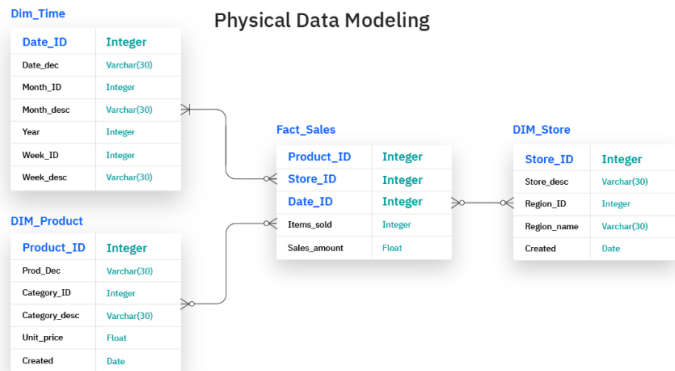 Physical Data Modeling
Dim_Time
Date_ID Integer
Date_dec Varchar(30)
Month_ID Integer
Month_desc Varchar(30)
Year Integer
Week_ID Integer
Week_desc Varchar(30)
DIM_Product
Product_ID Integer
Prod_Dec Varchar(30)
Category_ID Integer
Category_desc Varchar(30)
Unit_price Float
Created Date
Fact_Sales
Product_ID Integer
Store_ID Integer
Date_ID Integer
Items_sold Integer
Sales_amount Float
DIM_Store
Store_ID Integer
Store_desc Varchar(30)
Region_ID Integer
Region_name Varchar(30)
Created Date